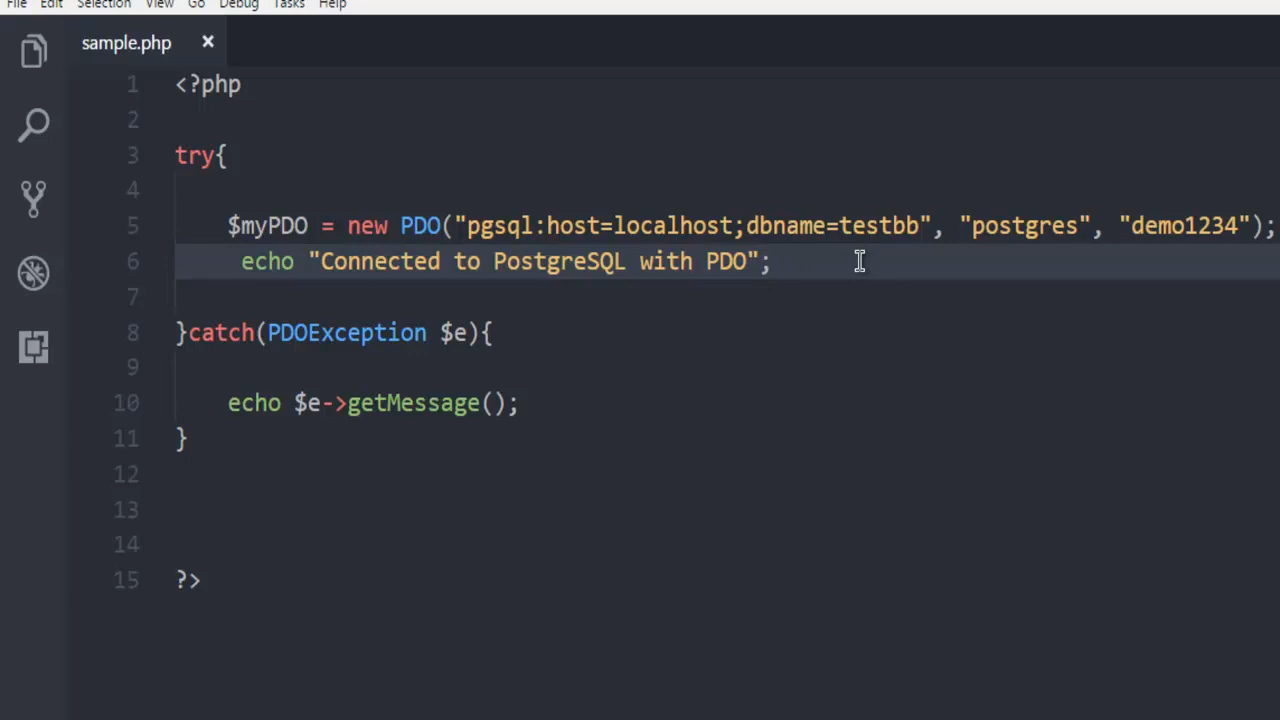 File Edit Selection View Go Debug Tasks Help
sample.php ×
1 <?php
2
3 try{
4
5 $myPDO = new PDO("pgsql:host=localhost;dbname=testbb", "postgres", "demo1234");
6 echo "Connected to PostgreSQL with PDO";
7
8 }catch(PDOException $e){
9
10 echo $e->getMessage();
11 }
12
13
14
15 ?>